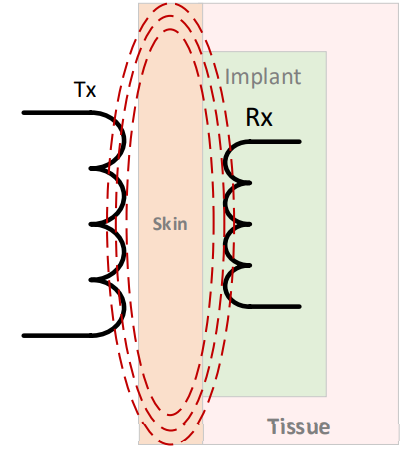 Tx
Implant
Rx
Skin
Tissue